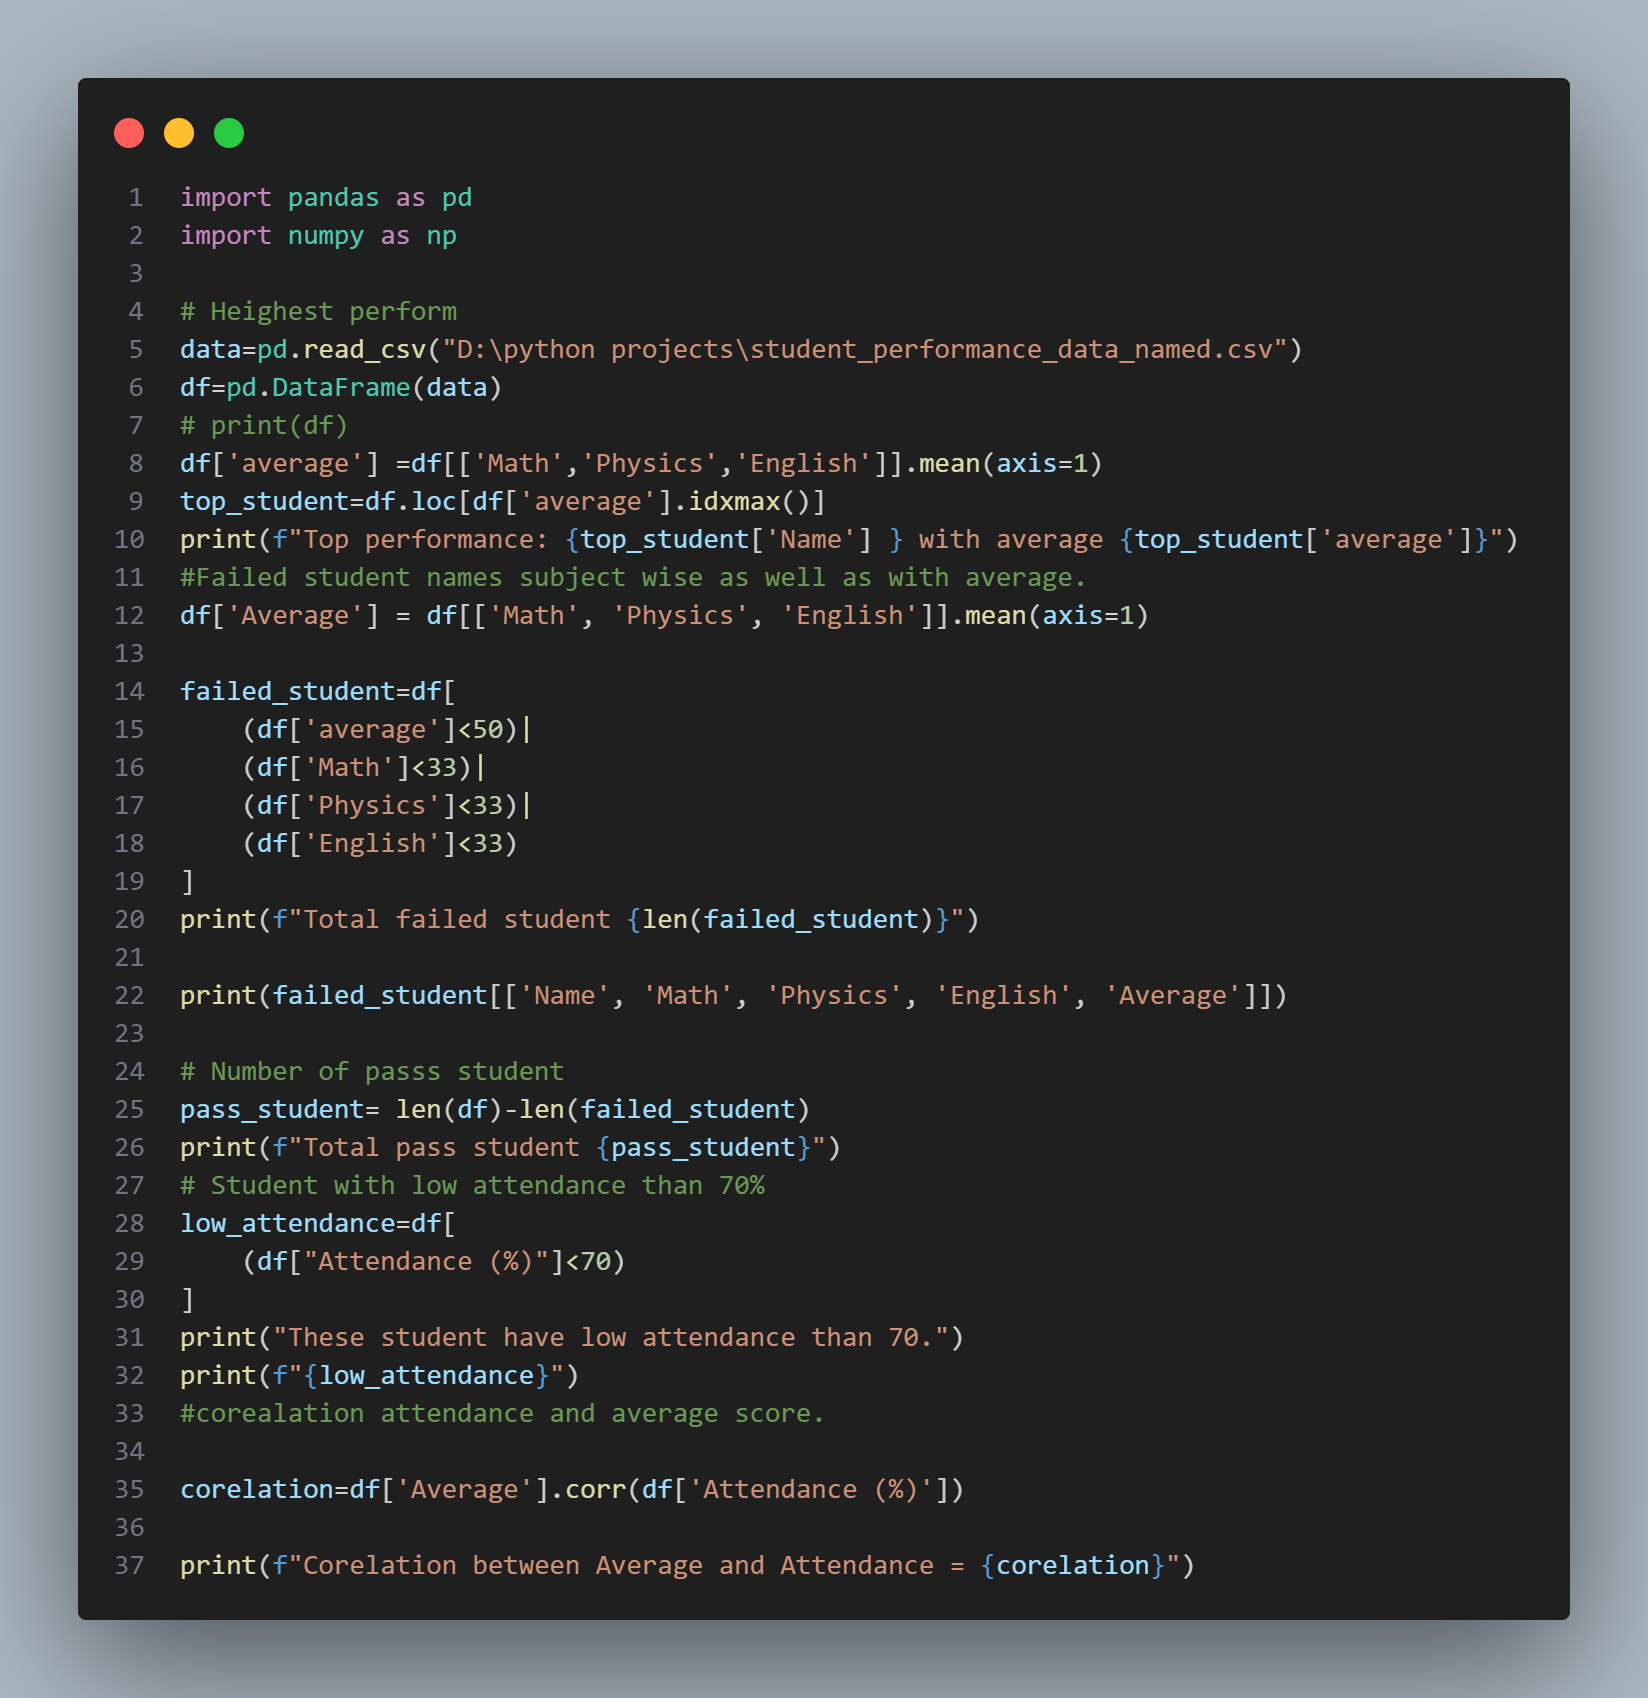 1 import pandas as pd
2 import numpy as np
3
4 # Heighest perform
5 data=pd.read_csv("D:\python projects\student_performance_data_named.csv")
6 df=pd.DataFrame(data)
7 # print(df)
8 df['average'] =df[['Math','Physics','English']].mean(axis=1)
9 top_student=df.loc[df['average'].idxmax()]
10 print(f"Top performance: {top_student['Name'] } with average {top_student['average']}")
11 #Failed student names subject wise as well as with average.
12 df['Average'] = df[['Math', 'Physics', 'English']].mean(axis=1)
13
14 failed_student=df[
15     (df['average']<50)|
16     (df['Math']<33)|
17     (df['Physics']<33)|
18     (df['English']<33)
19 ]
20 print(f"Total failed student {len(failed_student)}")
21
22 print(failed_student[['Name', 'Math', 'Physics', 'English', 'Average']])
23
24 # Number of passs student
25 pass_student= len(df)-len(failed_student)
26 print(f"Total pass student {pass_student}")
27 # Student with low attendance than 70%
28 low_attendance=df[
29     (df["Attendance (%)"]<70)
30 ]
31 print("These student have low attendance than 70.")
32 print(f"{low_attendance}")
33 #corealation attendance and average score.
34
35 corelation=df['Average'].corr(df['Attendance (%)'])
36
37 print(f"Corelation between Average and Attendance = {corelation}")